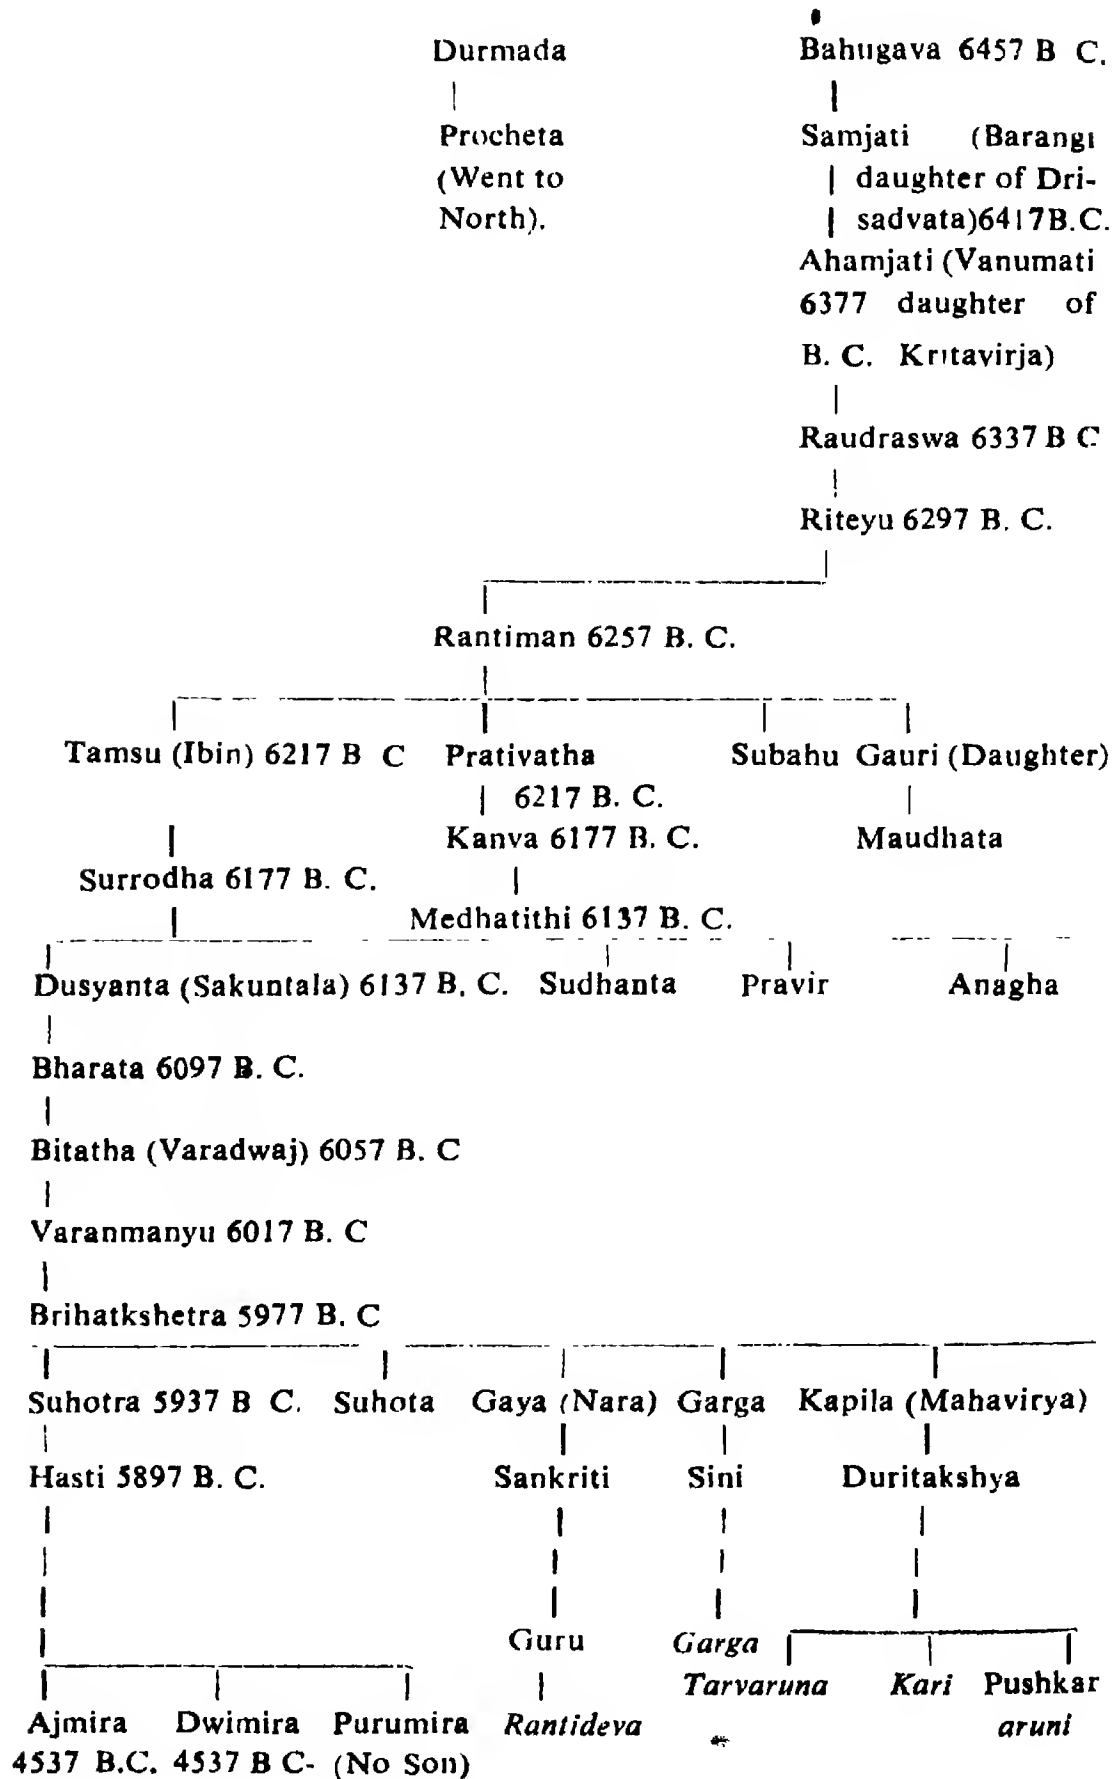 Durmada Bahugava 6457 B C.
Procheta Samjati (Barangi
(Went to daughter of Dri-
North). sadvata)6417B.C.
Ahamjati (Vanumati
6377 daughter of
B. C. Kritavirja)
Raudraswa 6337 B C
Riteyu 6297 B. C.
Rantiman 6257 B. C.
Tamsu (Ibin) 6217 B C Prativatha Subahu Gauri (Daughter)
6217 B. C.
Kanva 6177 B. C. Maudhata
Surrodha 6177 B. C.
Medhatithi 6137 B. C.
Dusyanta (Sakuntala) 6137 B. C. Sudhanta Pravir Anagha
Bharata 6097 B. C.
Bitatha (Varadwaj) 6057 B. C
Varanmanyu 6017 B. C
Brihatkshetra 5977 B. C
Suhotra 5937 B C. Suhota Gaya (Nara) Garga Kapila (Mahavirya)
Hasti 5897 B. C. Sankriti Sini Duritakshya
Guru Garga
Tarvaruna Kari Pushkar
Ajmira Dwimira Purumira Rantideva aruni
4537 B.C. 4537 B C- (No Son)